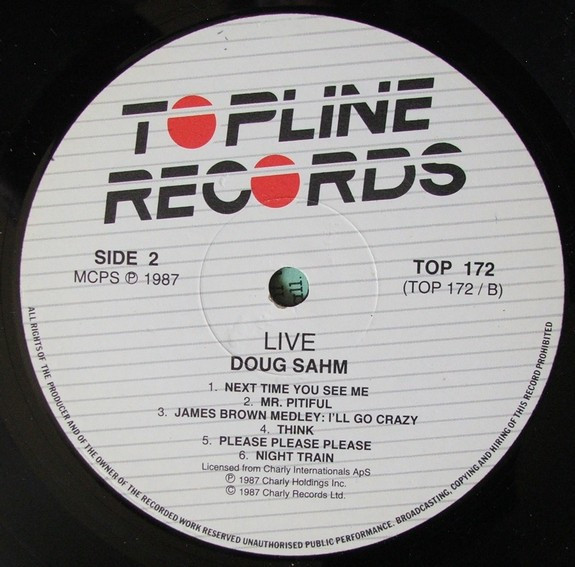 TOPLINE
RECORDS
SIDE 2
MCPS ℗ 1987
TOP 172
(TOP 172 / B)
LIVE
DOUG SAHM
1. NEXT TIME YOU SEE ME
2. MR. PITIFUL
3. JAMES BROWN MEDLEY: I'LL GO CRAZY
4. THINK
5. PLEASE PLEASE PLEASE
6. NIGHT TRAIN
Licensed from Charly Internationals ApS
℗ 1987 Charly Holdings Inc.
© 1987 Charly Records Ltd.
ALL RIGHTS OF THE PRODUCER AND OF THE OWNER OF THE RECORDED WORK RESERVED UNAUTHORISED PUBLIC PERFORMANCE. BROADCASTING, COPYING AND HIRING OF THIS RECORD PROHIBITED